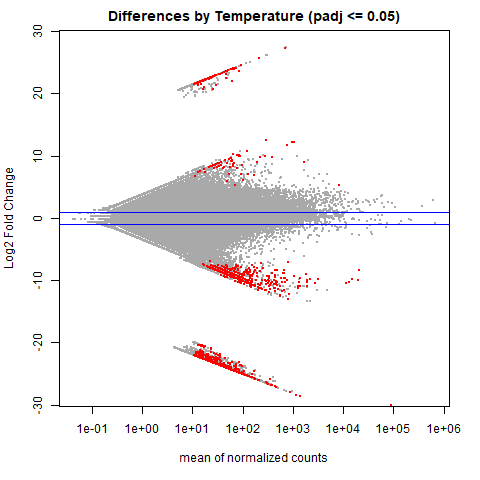 Differences by Temperature (padj <= 0.05)
Log2 Fold Change
30
20
10
0
-10
-20
-30
1e-01 1e+00 1e+01 1e+02 1e+03 1e+04 1e+05 1e+06
mean of normalized counts